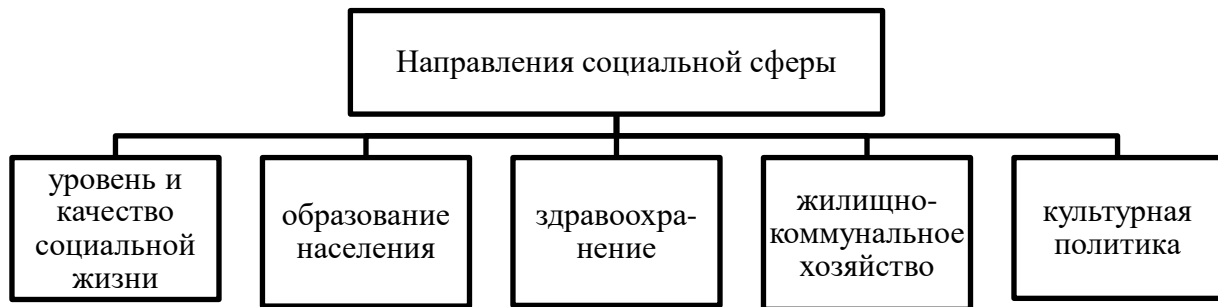 Направления социальной сферы
уровень и
качество
социальной
жизни
образование
населения
здравоохра-
нение
жилищно-
коммунальное
хозяйство
культурная
политика